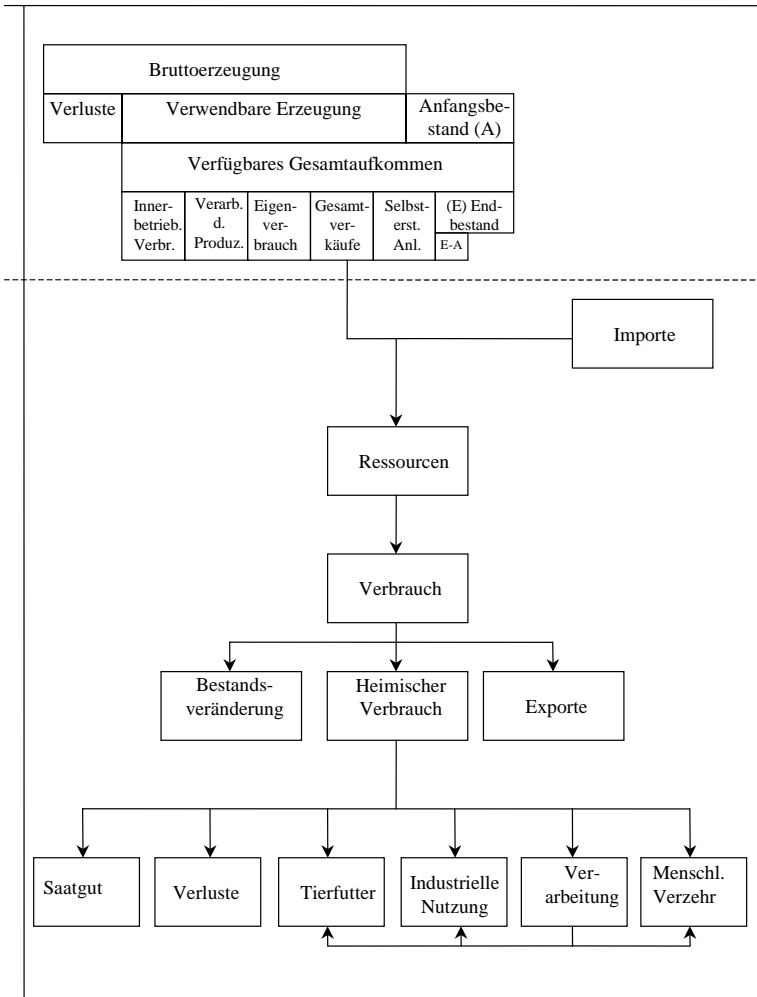 Bruttoerzeugung
Verluste
Verwendbare Erzeugung
Anfangsbe-
stand (A)
Verfügbares Gesamtaufkommen
Inner-
betrieb.
Verbr.
Verarb.
d.
Produz.
Eigen-
ver-
brauch
Gesamt-
ver-
käufe
Selbst-
erst.
Anl.
(E) End-
bestand
E-A
Importe
Ressourcen
Verbrauch
Bestands-
veränderung
Heimischer
Verbrauch
Exporte
Saatgut
Verluste
Tierfutter
Industrielle
Nutzung
Ver-
arbeitung
Menschl.
Verzehr